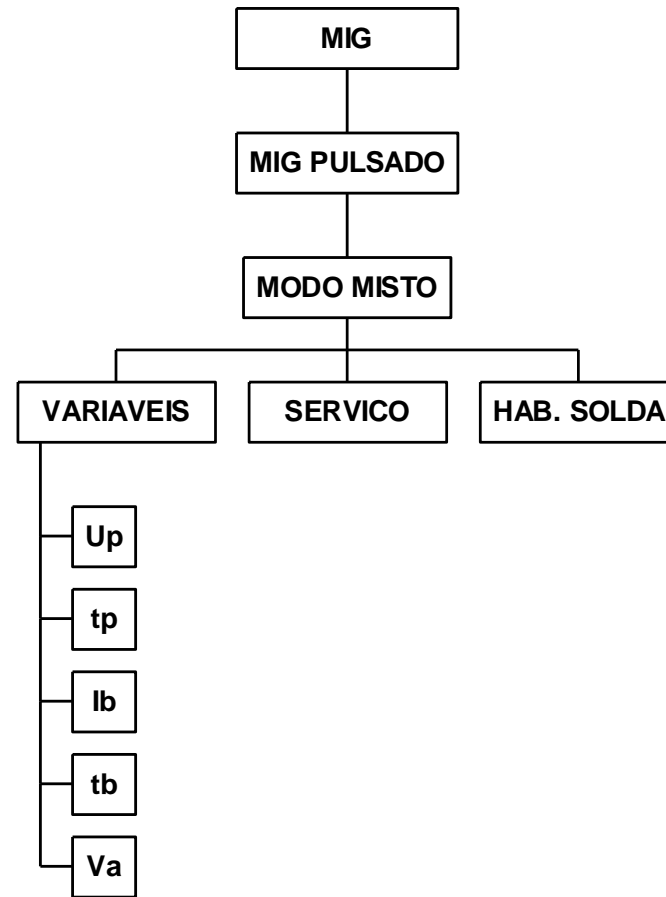 MIG
MIG PULSADO
MODO MISTO
VARIAVEIS
SERVICO
HAB. SOLDA
Up
tp
Ib
tb
Va